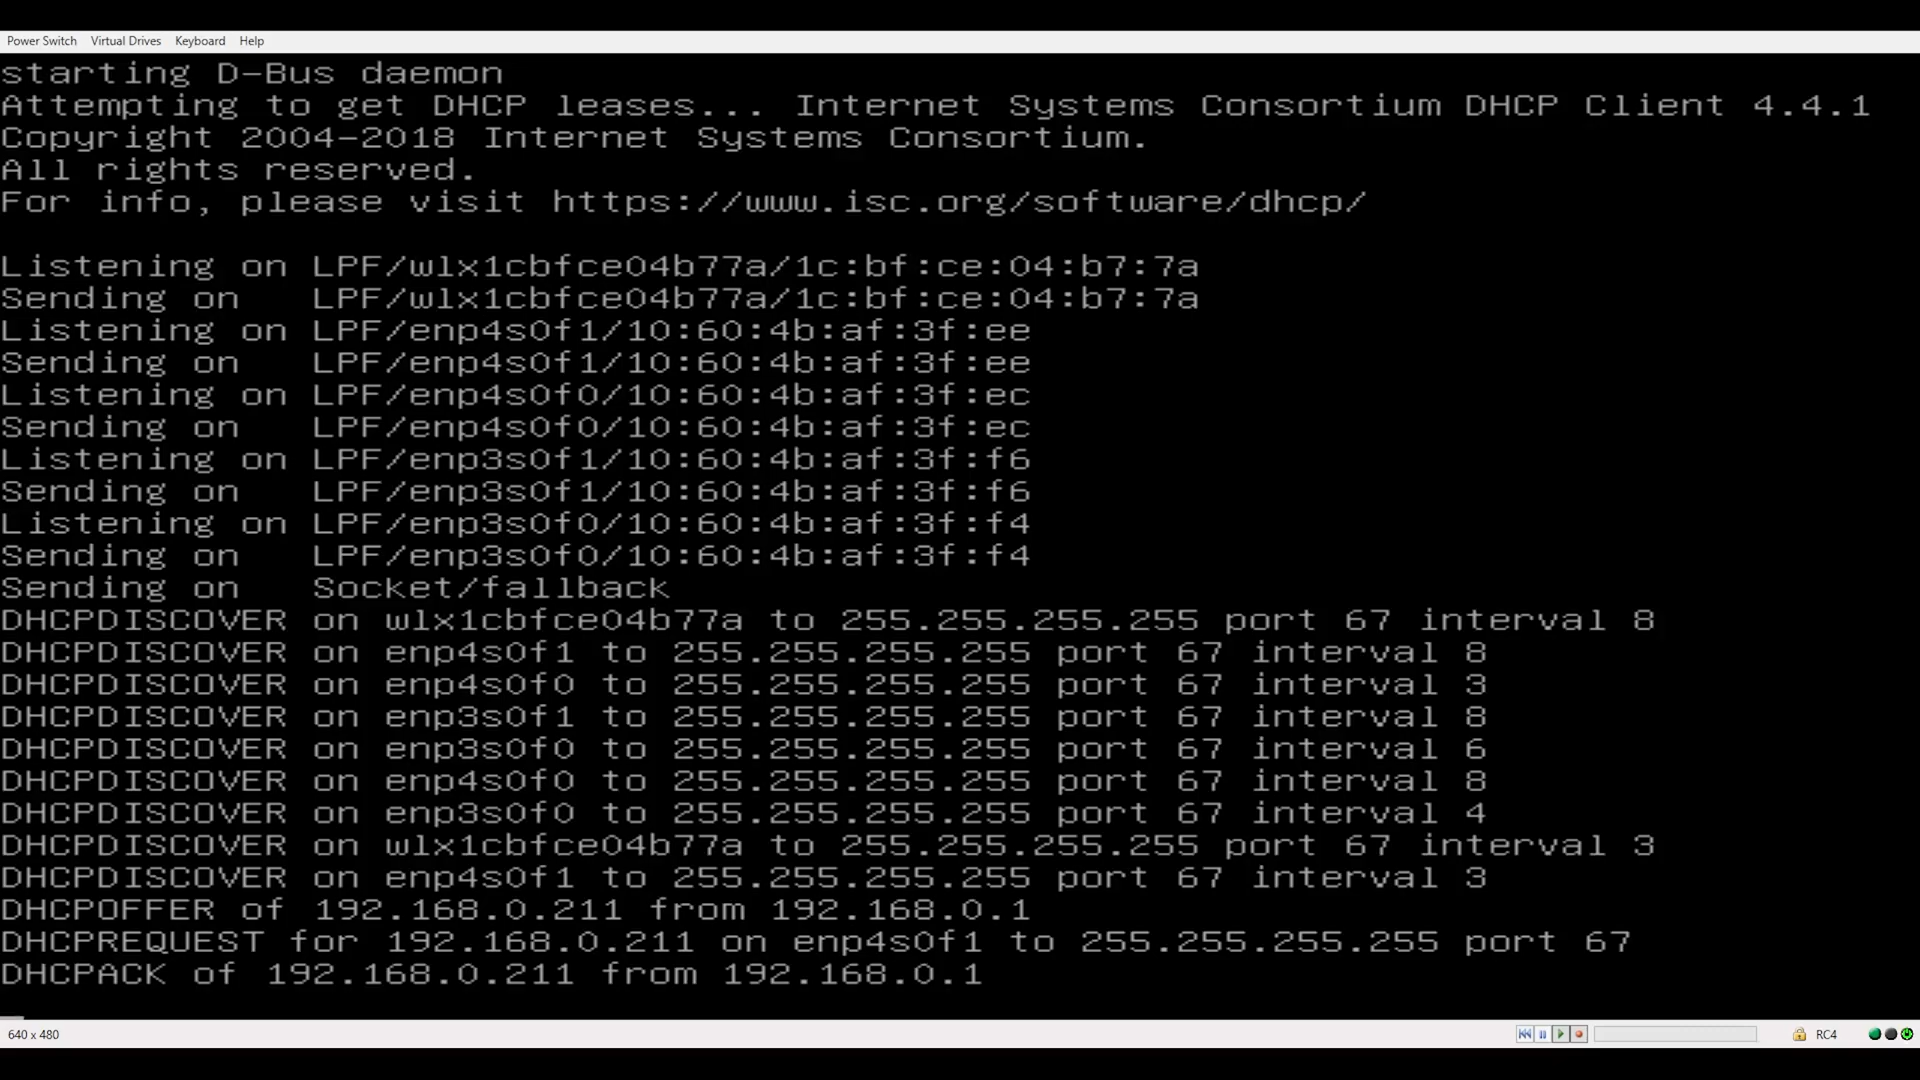 Power Switch Virtual Drives Keyboard Help
starting D-Bus daemon
Attempting to get DHCP leases... Internet Systems Consortium DHCP Client 4.4.1
Copyright 2004-2018 Internet Systems Consortium.
All rights reserved.
For info, please visit https://www.isc.org/software/dhcp/
Listening on LPF/wlx1cbfce04b77a/1c:bf:ce:04:b7:7a
Sending on   LPF/wlx1cbfce04b77a/1c:bf:ce:04:b7:7a
Listening on LPF/enp4s0f1/10:60:4b:af:3f:ee
Sending on   LPF/enp4s0f1/10:60:4b:af:3f:ee
Listening on LPF/enp4s0f0/10:60:4b:af:3f:ec
Sending on   LPF/enp4s0f0/10:60:4b:af:3f:ec
Listening on LPF/enp3s0f1/10:60:4b:af:3f:f6
Sending on   LPF/enp3s0f1/10:60:4b:af:3f:f6
Listening on LPF/enp3s0f0/10:60:4b:af:3f:f4
Sending on   LPF/enp3s0f0/10:60:4b:af:3f:f4
Sending on   Socket/fallback
DHCPDISCOVER on wlx1cbfce04b77a to 255.255.255.255 port 67 interval 8
DHCPDISCOVER on enp4s0f1 to 255.255.255.255 port 67 interval 8
DHCPDISCOVER on enp4s0f0 to 255.255.255.255 port 67 interval 3
DHCPDISCOVER on enp3s0f1 to 255.255.255.255 port 67 interval 8
DHCPDISCOVER on enp3s0f0 to 255.255.255.255 port 67 interval 6
DHCPDISCOVER on enp4s0f0 to 255.255.255.255 port 67 interval 8
DHCPDISCOVER on enp3s0f0 to 255.255.255.255 port 67 interval 4
DHCPDISCOVER on wlx1cbfce04b77a to 255.255.255.255 port 67 interval 3
DHCPDISCOVER on enp4s0f1 to 255.255.255.255 port 67 interval 3
DHCPOFFER of 192.168.0.211 from 192.168.0.1
DHCPREQUEST for 192.168.0.211 on enp4s0f1 to 255.255.255.255 port 67
DHCPACK of 192.168.0.211 from 192.168.0.1
640 x 480 RC4